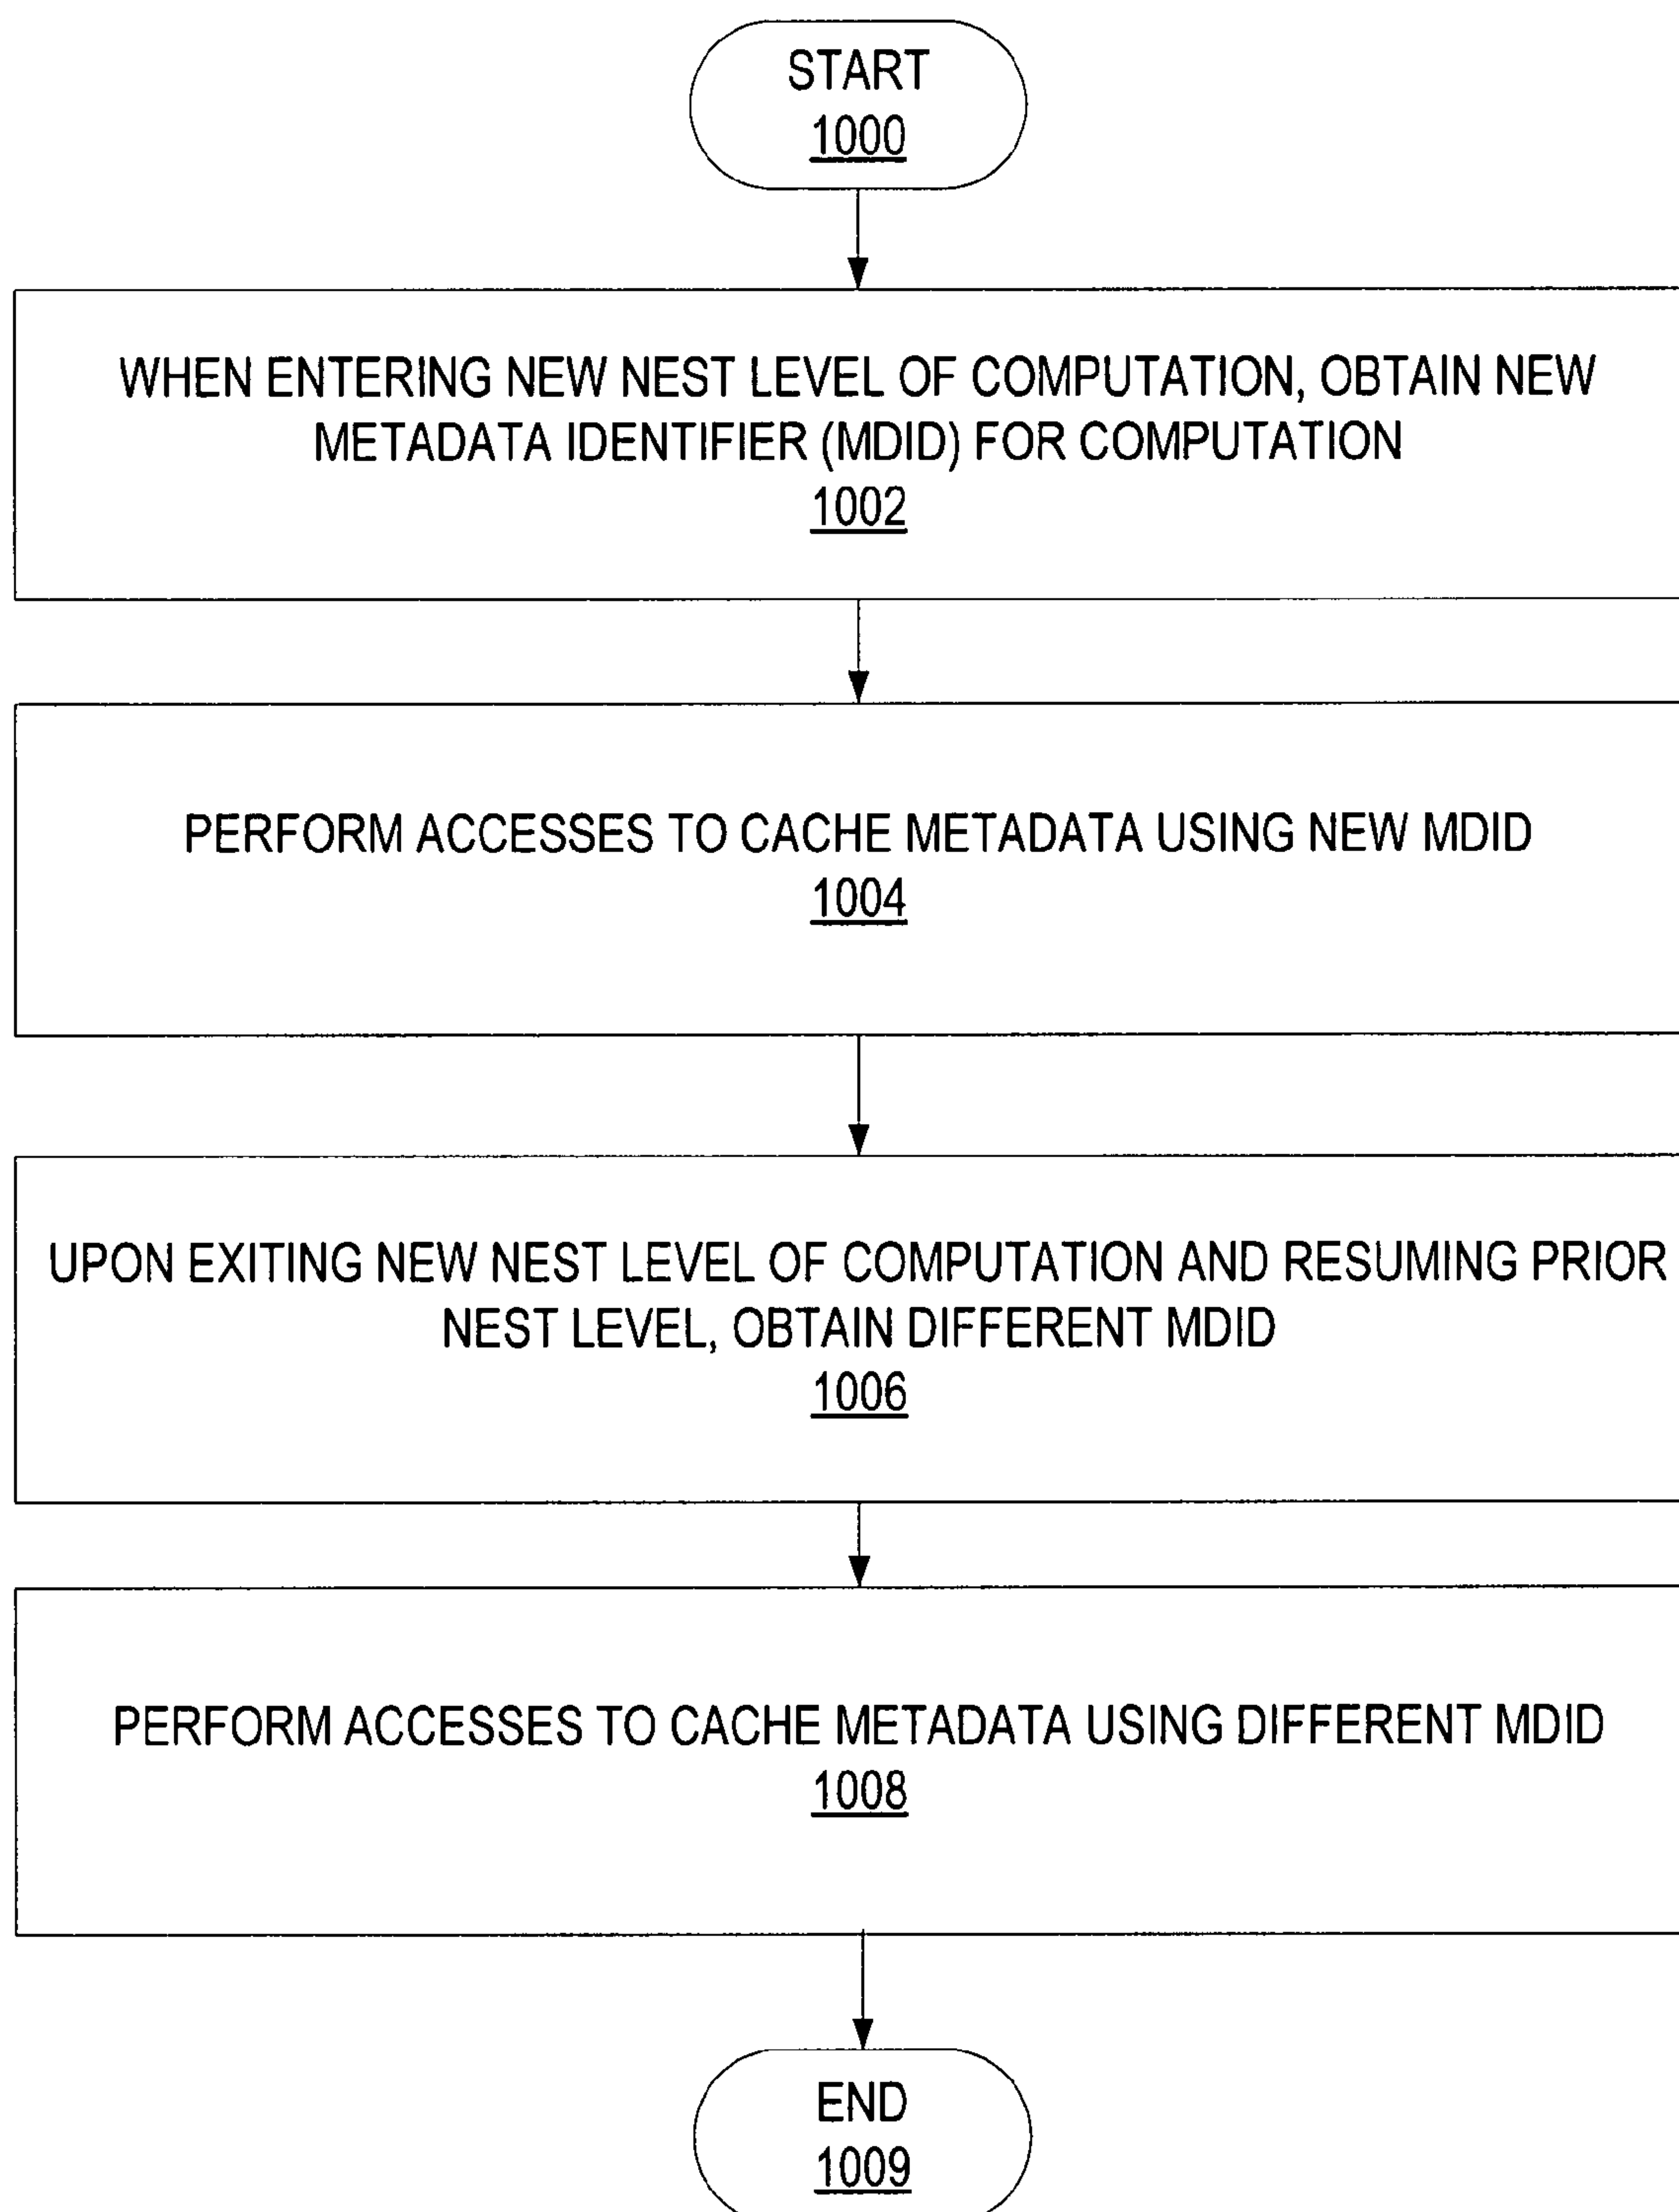 START
1000
WHEN ENTERING NEW NEST LEVEL OF COMPUTATION, OBTAIN NEW
METADATA IDENTIFIER (MDID) FOR COMPUTATION
1002
PERFORM ACCESSES TO CACHE METADATA USING NEW MDID
1004
UPON EXITING NEW NEST LEVEL OF COMPUTATION AND RESUMING PRIOR
NEST LEVEL, OBTAIN DIFFERENT MDID
1006
PERFORM ACCESSES TO CACHE METADATA USING DIFFERENT MDID
1008
END
1009